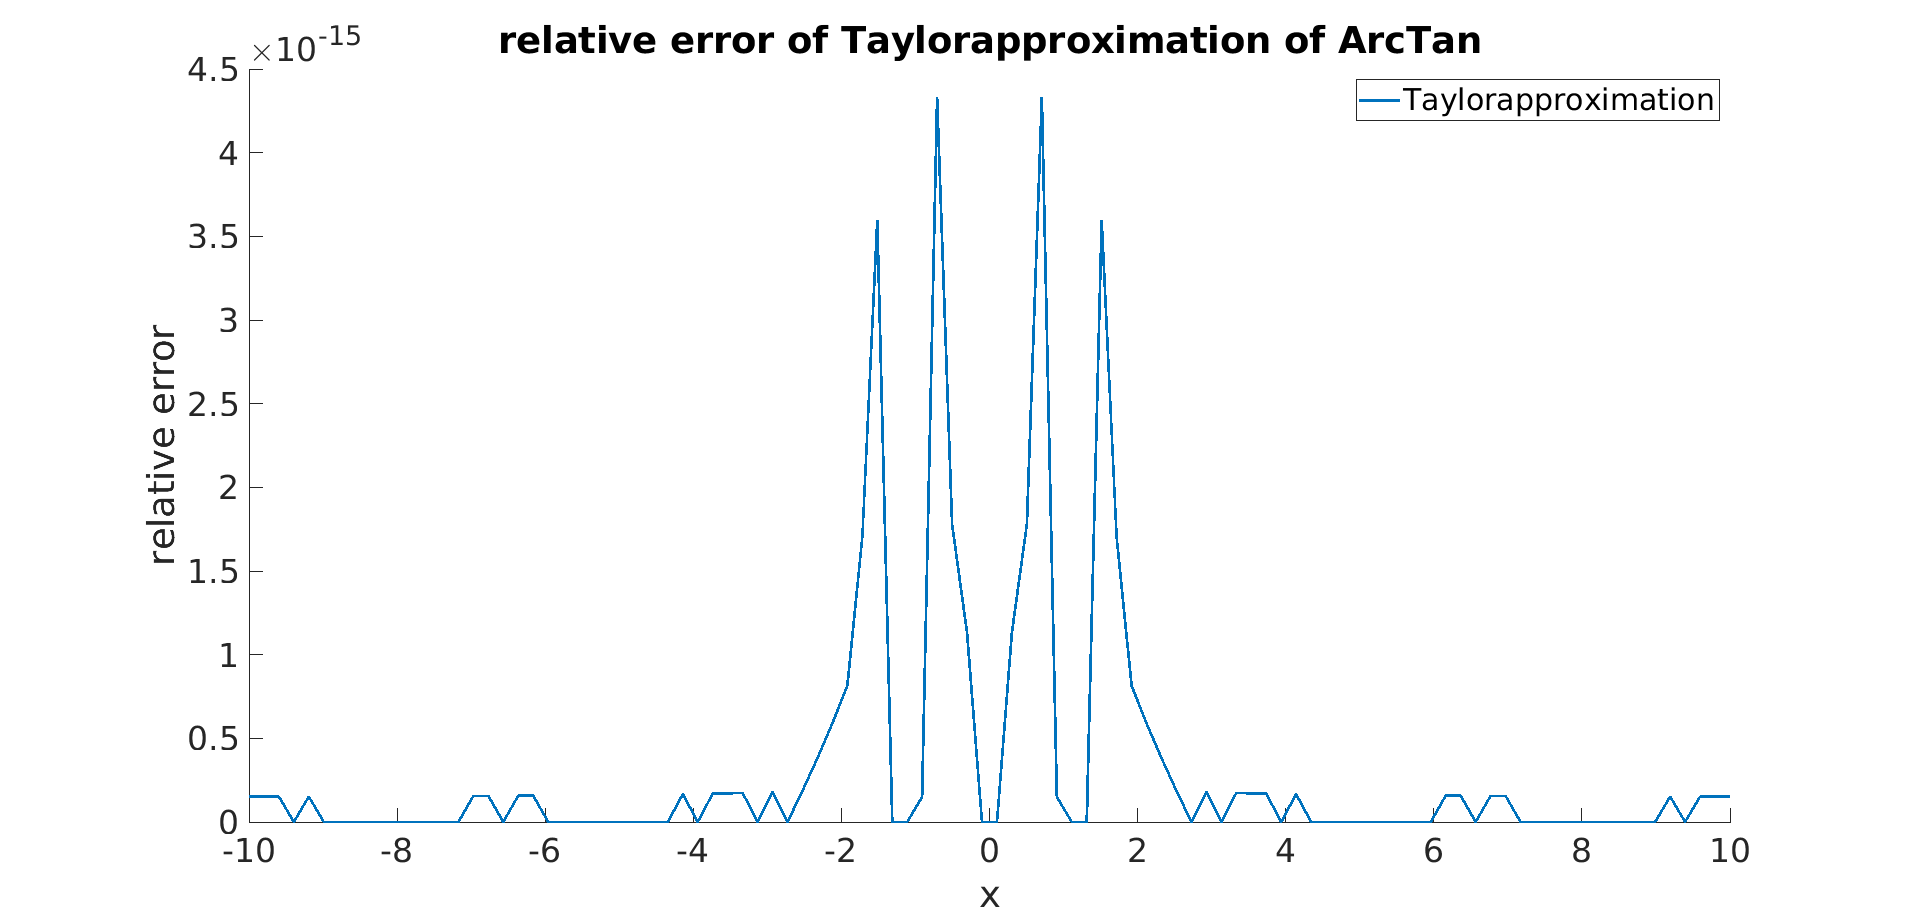 relative error of Taylorapproximation of ArcTan
×10-15
Taylorapproximation
4.5
4
3.5
3
2.5
2
1.5
1
0.5
0
relative error
-10 -8 -6 -4 -2 0 2 4 6 8 10
x